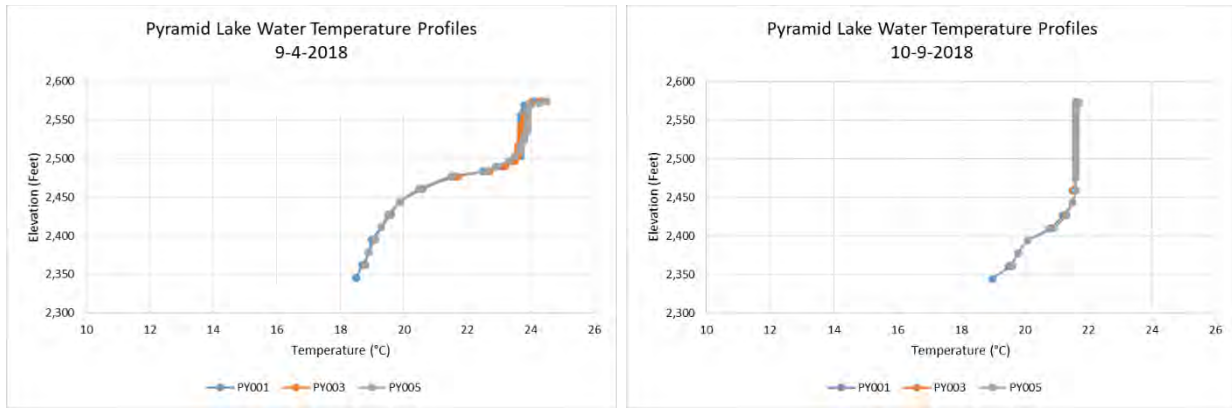 Pyramid Lake Water Temperature Profiles
9-4-2018
Elevation (Feet)
2,600
2,550
2,500
2,450
2,400
2,350
2,300
10 12 14 16 18 20 22 24 26
Temperature (°C)
PY001 PY003 PY005
Pyramid Lake Water Temperature Profiles
10-9-2018
Elevation (Feet)
2,600
2,550
2,500
2,450
2,400
2,350
2,300
10 12 14 16 18 20 22 24 26
Temperature (°C)
PY001 PY003 PY005